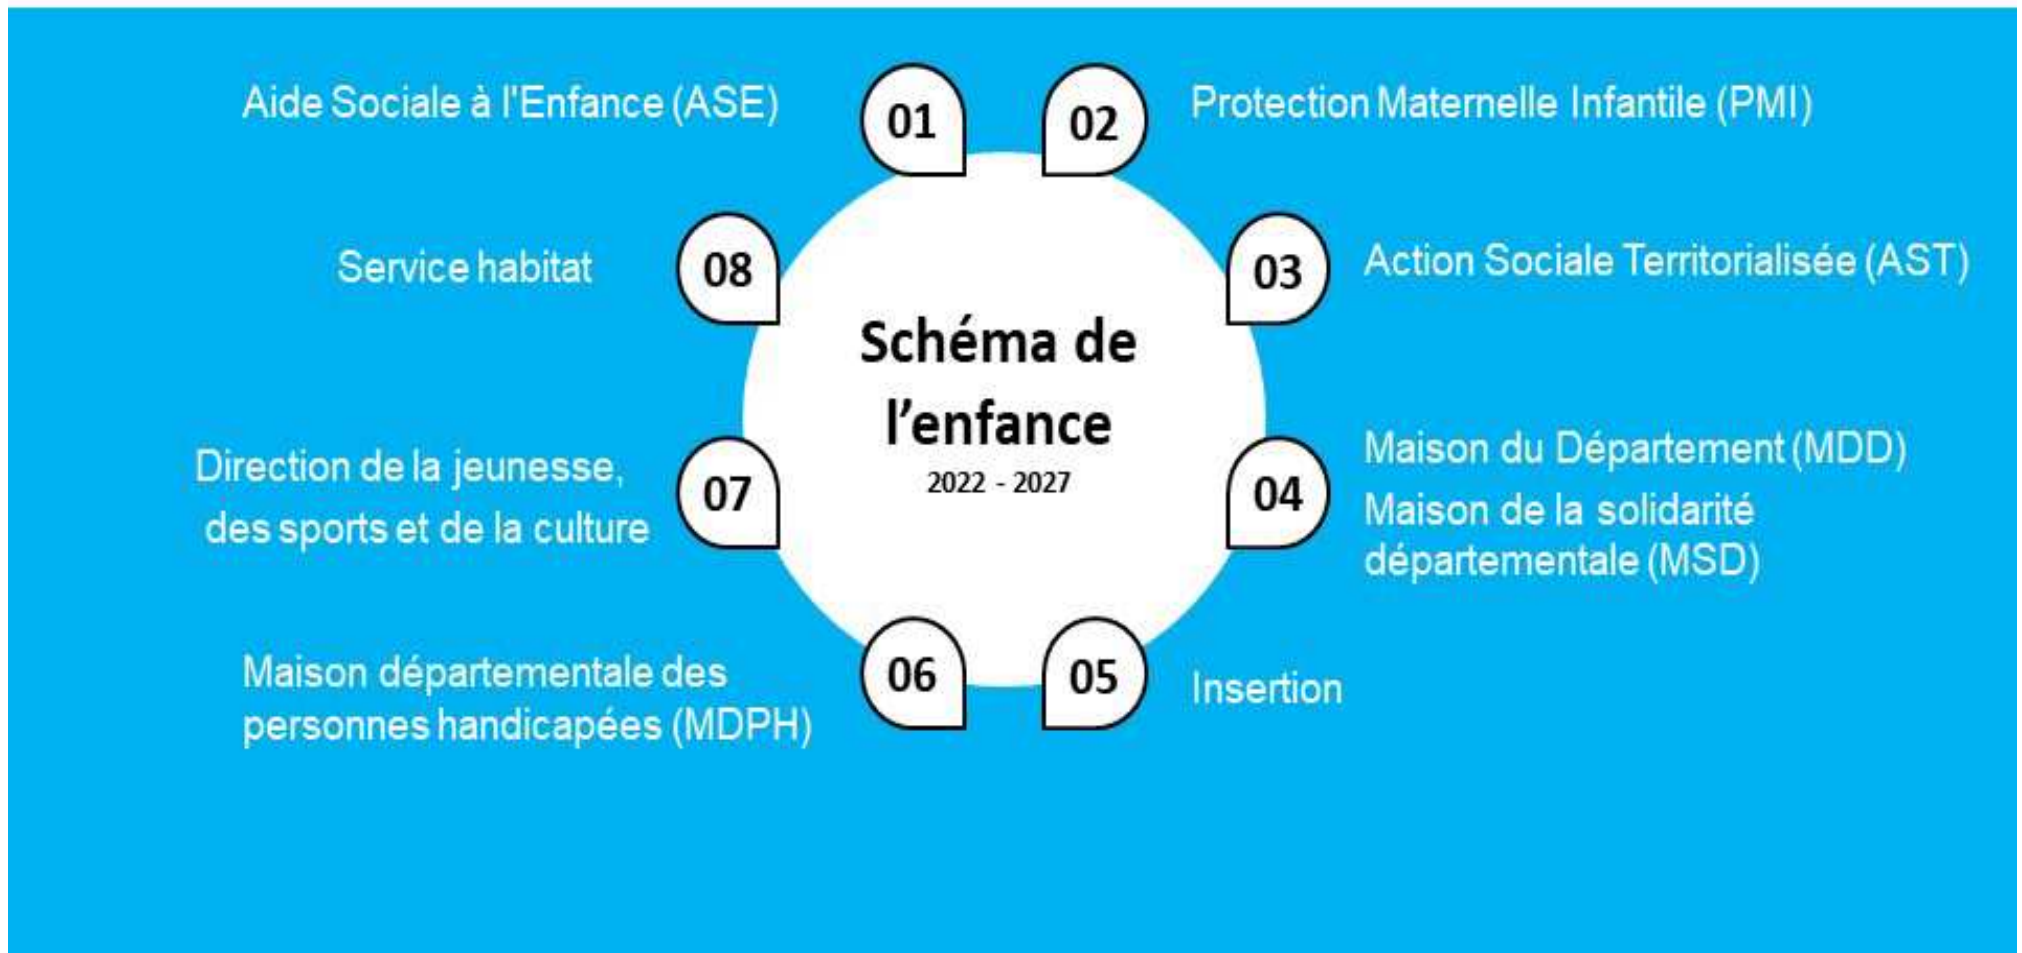 Aide Sociale à l'Enfance (ASE)
01
02
Protection Maternelle Infantile (PMI)
Service habitat
08
03
Action Sociale Territorialisée (AST)
Schéma de
l’enfance
2022 - 2027
Direction de la jeunesse,
des sports et de la culture
07
04
Maison du Département (MDD)
Maison de la solidarité
départementale (MSD)
Maison départementale des
personnes handicapées (MDPH)
06
05
Insertion